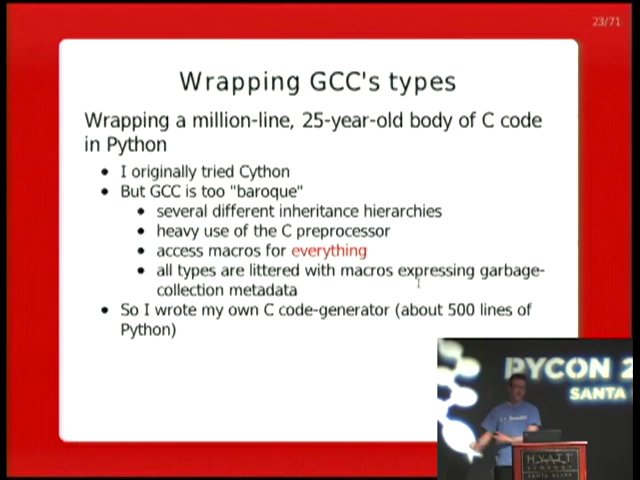 23/71
Wrapping GCC's types
Wrapping a million-line, 25-year-old body of C code
in Python
• I originally tried Cython
• But GCC is too "baroque"
• several different inheritance hierarchies
• heavy use of the C preprocessor
• access macros for everything
• all types are littered with macros expressing garbage-
collection metadata
• So I wrote my own C code-generator (about 500 lines of
Python)
PYCON 2
SANTA
HYATT